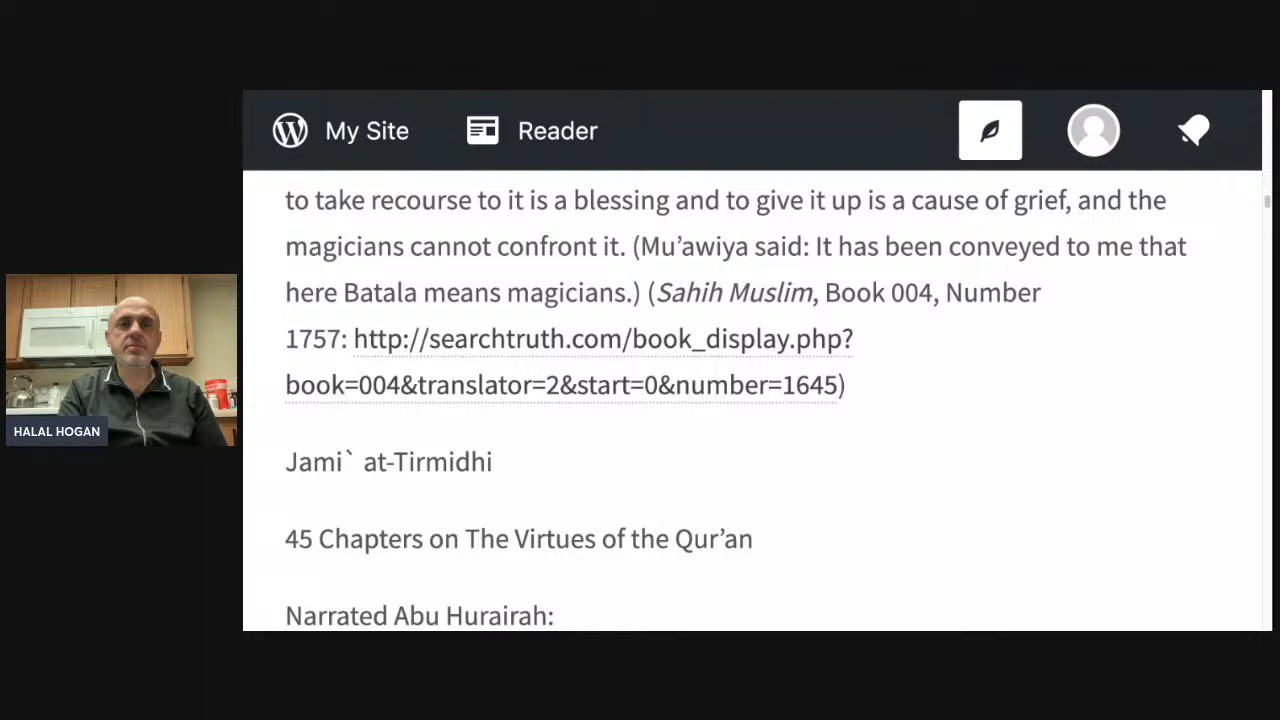 My Site
Reader
to take recourse to it is a blessing and to give it up is a cause of grief, and the
magicians cannot confront it. (Mu’awiya said: It has been conveyed to me that
here Batala means magicians.) (Sahih Muslim, Book 004, Number
1757: http://searchtruth.com/book_display.php?
book=004&translator=2&start=0&number=1645)
HALAL HOGAN
Jami` at-Tirmidhi
45 Chapters on The Virtues of the Qur’an
Narrated Abu Hurairah: